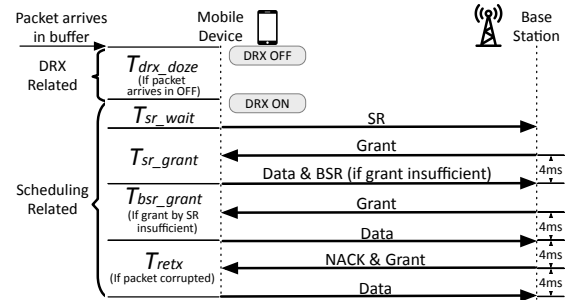 Packet arrives
in buffer
Mobile
Device
Base
Station
DRX OFF
DRX
Related
Tdrx_doze
(If packet
arrives in OFF)
DRX ON
Tsr_wait
SR
Grant
Tsr_grant
4ms
Data & BSR (if grant insufficient)
Scheduling
Related
Tbsr_grant
(If grant by SR
insufficient)
Grant
4ms
Data
Tretx
(If packet corrupted)
4ms
NACK & Grant
4ms
Data